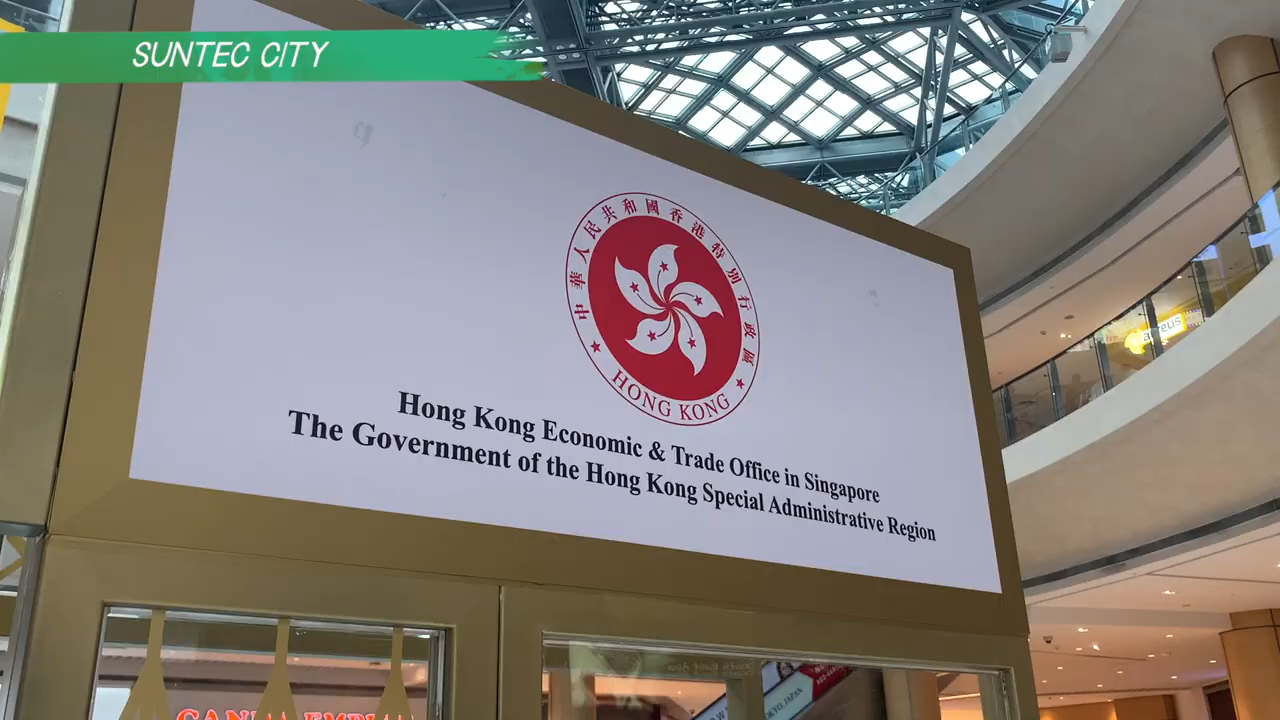 SUNTEC CITY
中華人民共和國香港特別行政區
HONG KONG
Hong Kong Economic & Trade Office in Singapore
The Government of the Hong Kong Special Administrative Region